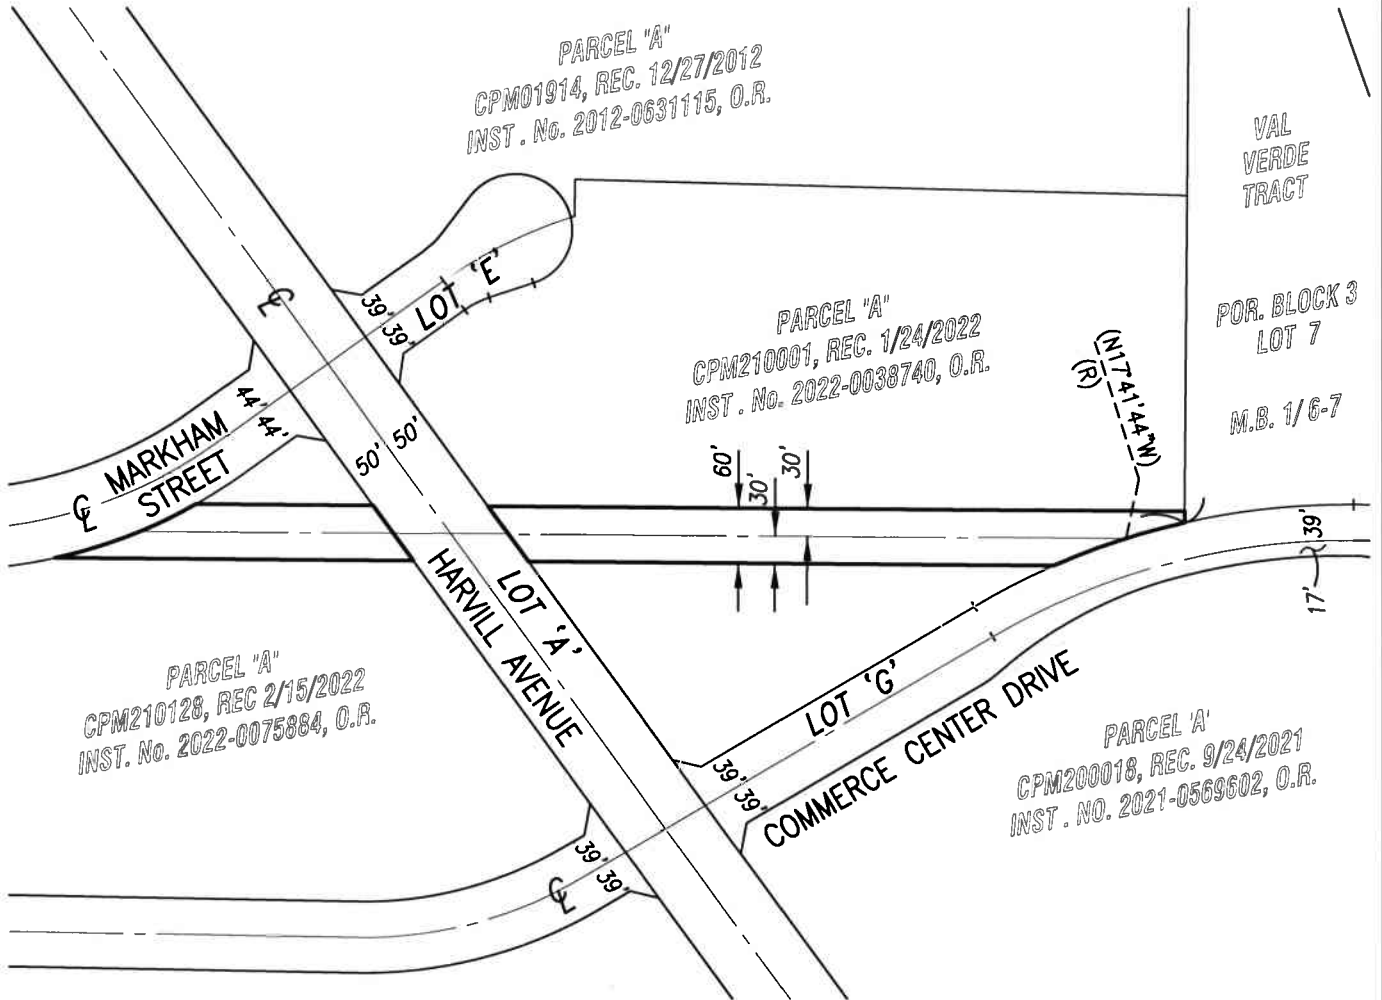 PARCEL "A"
CPM01914, REC. 12/27/2012
INST . No. 2012-0631115, O.R.
VAL
VERDE
TRACT
LOT 'E'
39' 39'
℄
PARCEL "A"
CPM210001, REC. 1/24/2022
INST . No. 2022-0038740, O.R.
POR. BLOCK 3
LOT 7
M.B. 1/6-7
(N17°41'44"W)
(R)
44' 44'
MARKHAM
STREET
℄
50' 50'
60'
30'
30'
39'
17'
HARVILL AVENUE
LOT 'A'
PARCEL "A"
CPM210128, REC 2/15/2022
INST. No. 2022-0075884, O.R.
LOT 'G'
39' 39'
COMMERCE CENTER DRIVE
PARCEL 'A'
CPM200018, REC. 9/24/2021
INST . NO. 2021-0569602, O.R.
39' 39'
℄